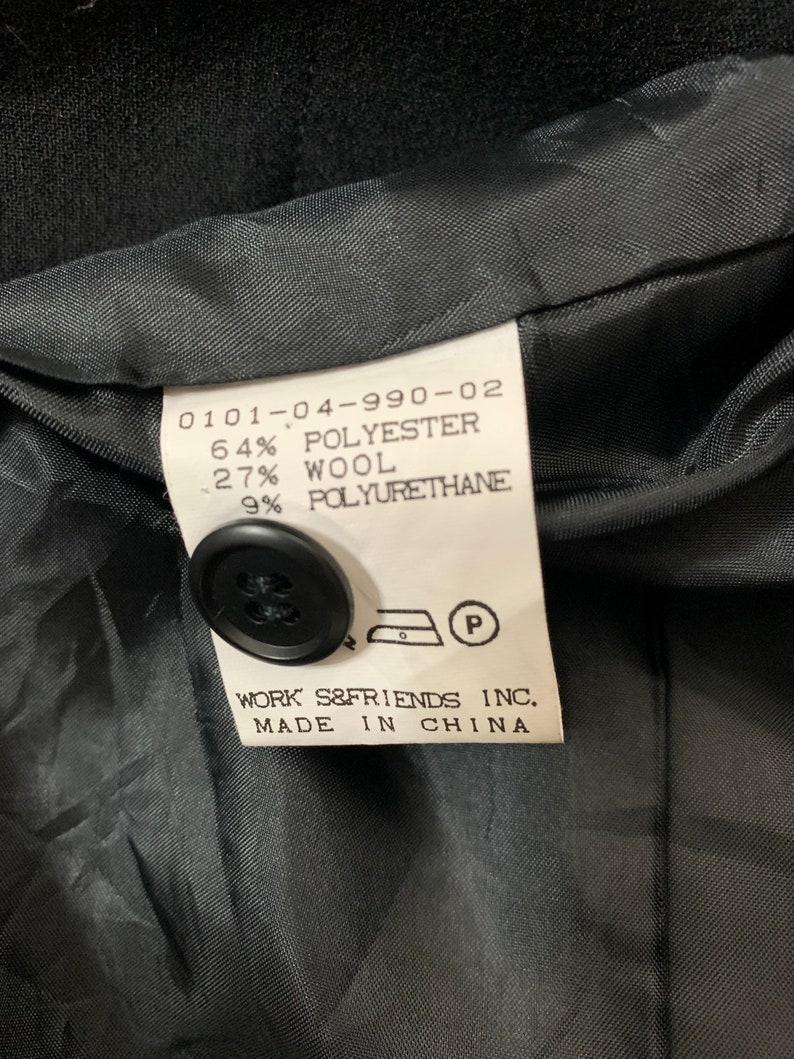 0101-04-990-02
64% POLYESTER
27% WOOL
9% POLYURETHANE
P
WORK'S&FRIENDS INC.
MADE IN CHINA